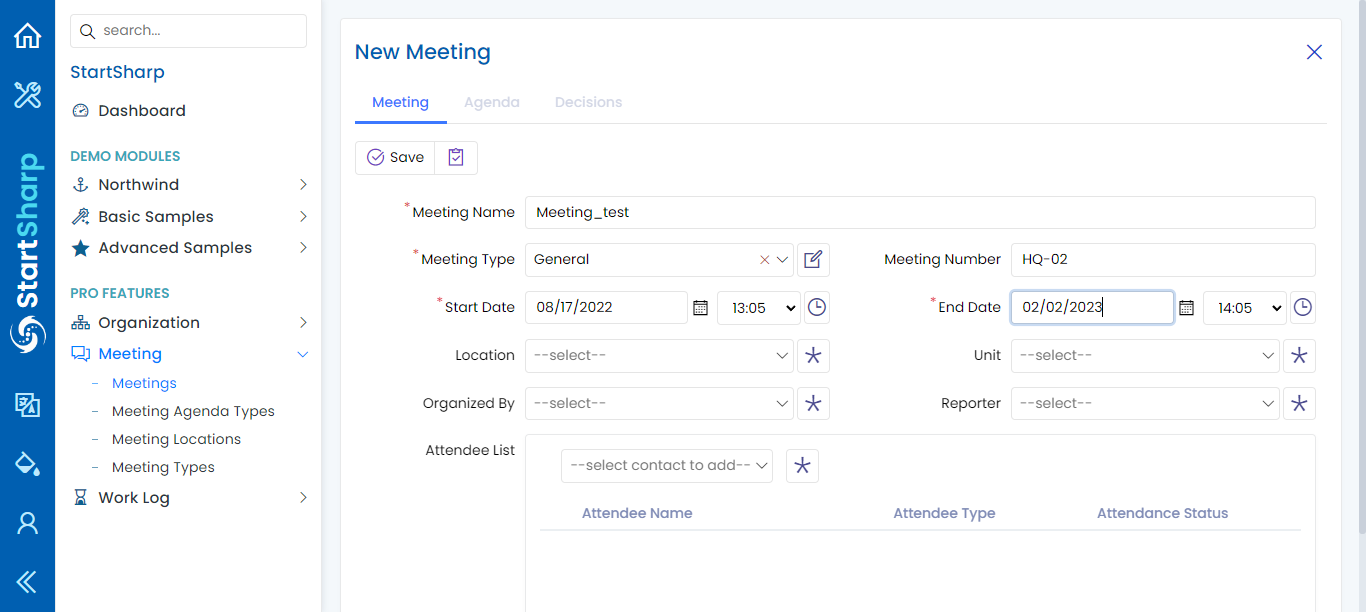 search...
StartSharp
Dashboard
DEMO MODULES
Northwind
Basic Samples
Advanced Samples
PRO FEATURES
Organization
Meeting
- Meetings
- Meeting Agenda Types
- Meeting Locations
- Meeting Types
Work Log
StartSharp
New Meeting
Meeting Agenda Decisions
Save
*Meeting Name Meeting_test
*Meeting Type General Meeting Number HQ-02
*Start Date 08/17/2022 13:05 *End Date 02/02/2023 14:05
Location --select-- Unit --select--
Organized By --select-- Reporter --select--
Attendee List --select contact to add--
Attendee Name Attendee Type Attendance Status